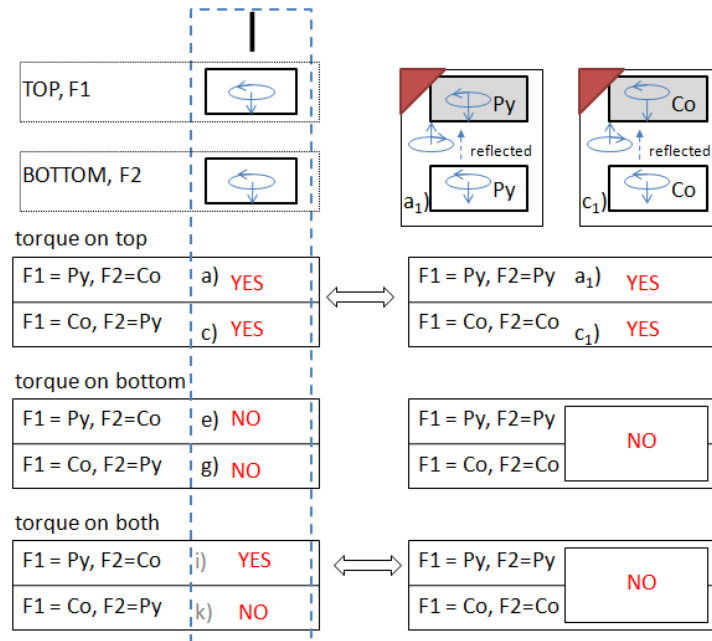 TOP, F1
BOTTOM, F2
Py
reflected
Py
a1)
Co
reflected
Co
c1)
torque on top
F1 = Py, F2=Co a) YES
F1 = Co, F2=Py c) YES
F1 = Py, F2=Py a1) YES
F1 = Co, F2=Co c1) YES
torque on bottom
F1 = Py, F2=Co e) NO
F1 = Co, F2=Py g) NO
F1 = Py, F2=Py
NO
F1 = Co, F2=Co
torque on both
F1 = Py, F2=Co i) YES
F1 = Co, F2=Py k) NO
F1 = Py, F2=Py
NO
F1 = Co, F2=Co